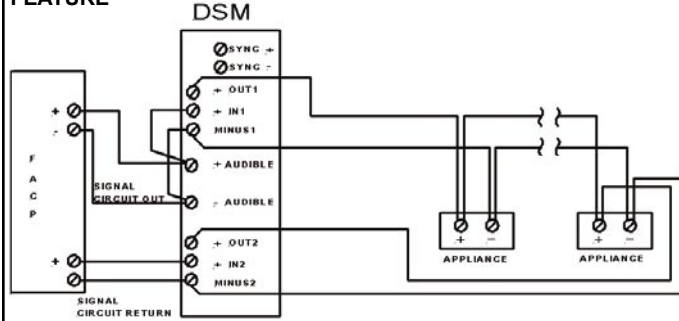 FEATURE
DSM
SYNC +
SYNC -
+ OUT1
+ IN1
MINUS1
+ AUDIBLE
- AUDIBLE
+ OUT2
+ IN2
MINUS2
+
-
F
A
C
P
SIGNAL
CIRCUIT OUT
+
SIGNAL
CIRCUIT RETURN
+ -
APPLIANCE
+ -
APPLIANCE